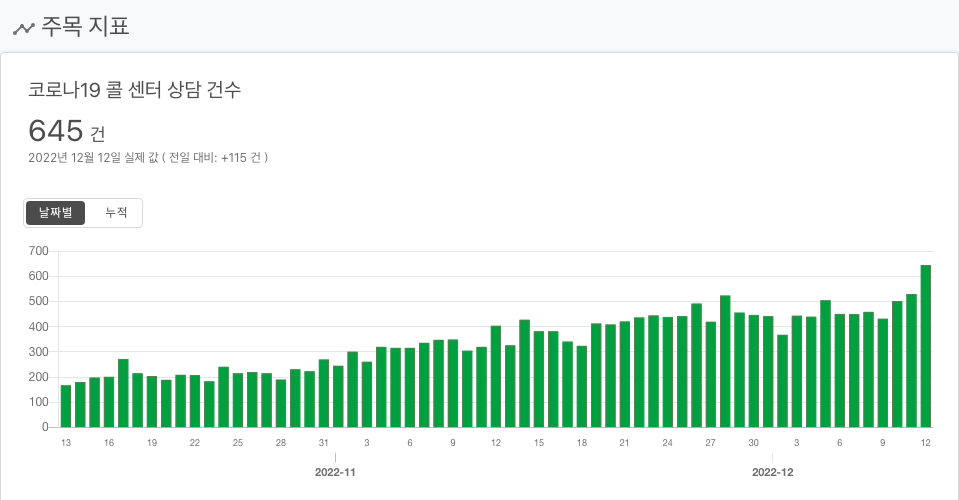 주목 지표
코로나19 콜 센터 상담 건수
645 건
2022년 12월 12일 실제 값 ( 전일 대비: +115 건 )
날짜별 누적
700
600
500
400
300
200
100
0
13 16 19 22 25 28 31 3 6 9 12 15 18 21 24 27 30 3 6 9 12
2022-11 2022-12